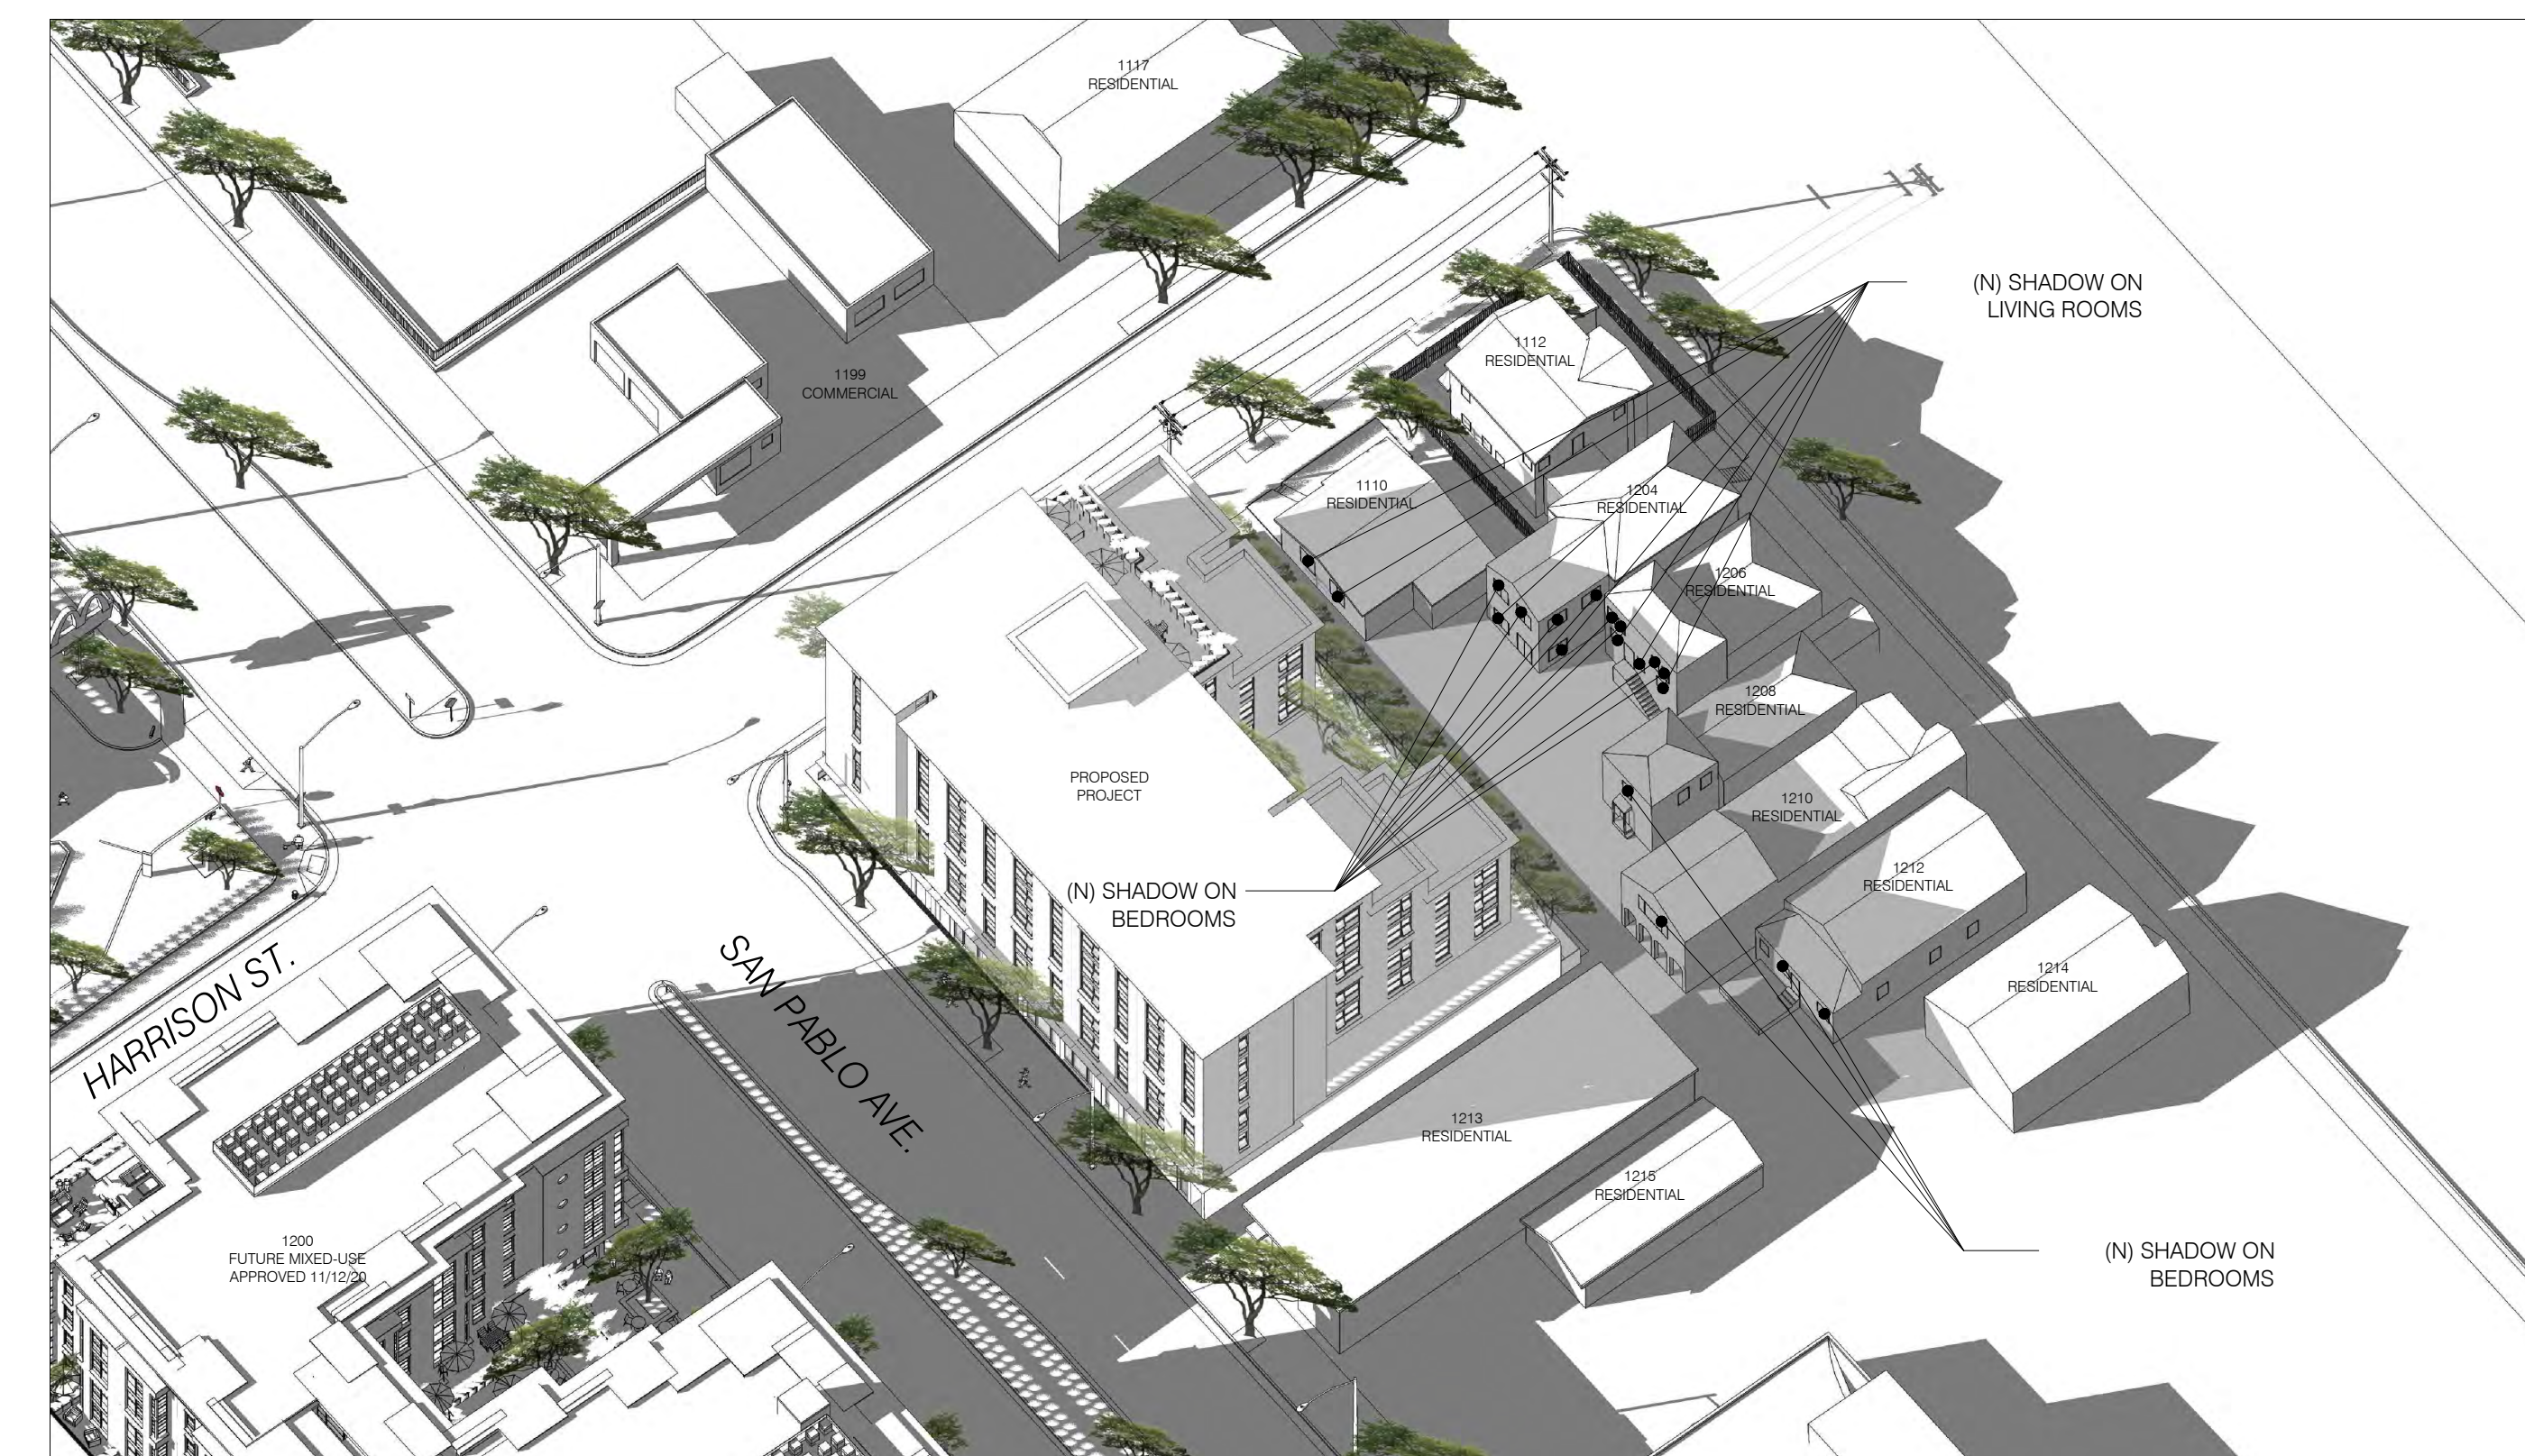 1117
RESIDENTIAL
(N) SHADOW ON
LIVING ROOMS
1112
RESIDENTIAL
1199
COMMERCIAL
1110
RESIDENTIAL
1204
RESIDENTIAL
1206
RESIDENTIAL
1208
RESIDENTIAL
PROPOSED
PROJECT
1210
RESIDENTIAL
(N) SHADOW ON
BEDROOMS
1212
RESIDENTIAL
HARRISON ST.
SAN PABLO AVE.
1214
RESIDENTIAL
1213
RESIDENTIAL
1215
RESIDENTIAL
1200
FUTURE MIXED-USE
APPROVED 11/12/20
(N) SHADOW ON
BEDROOMS